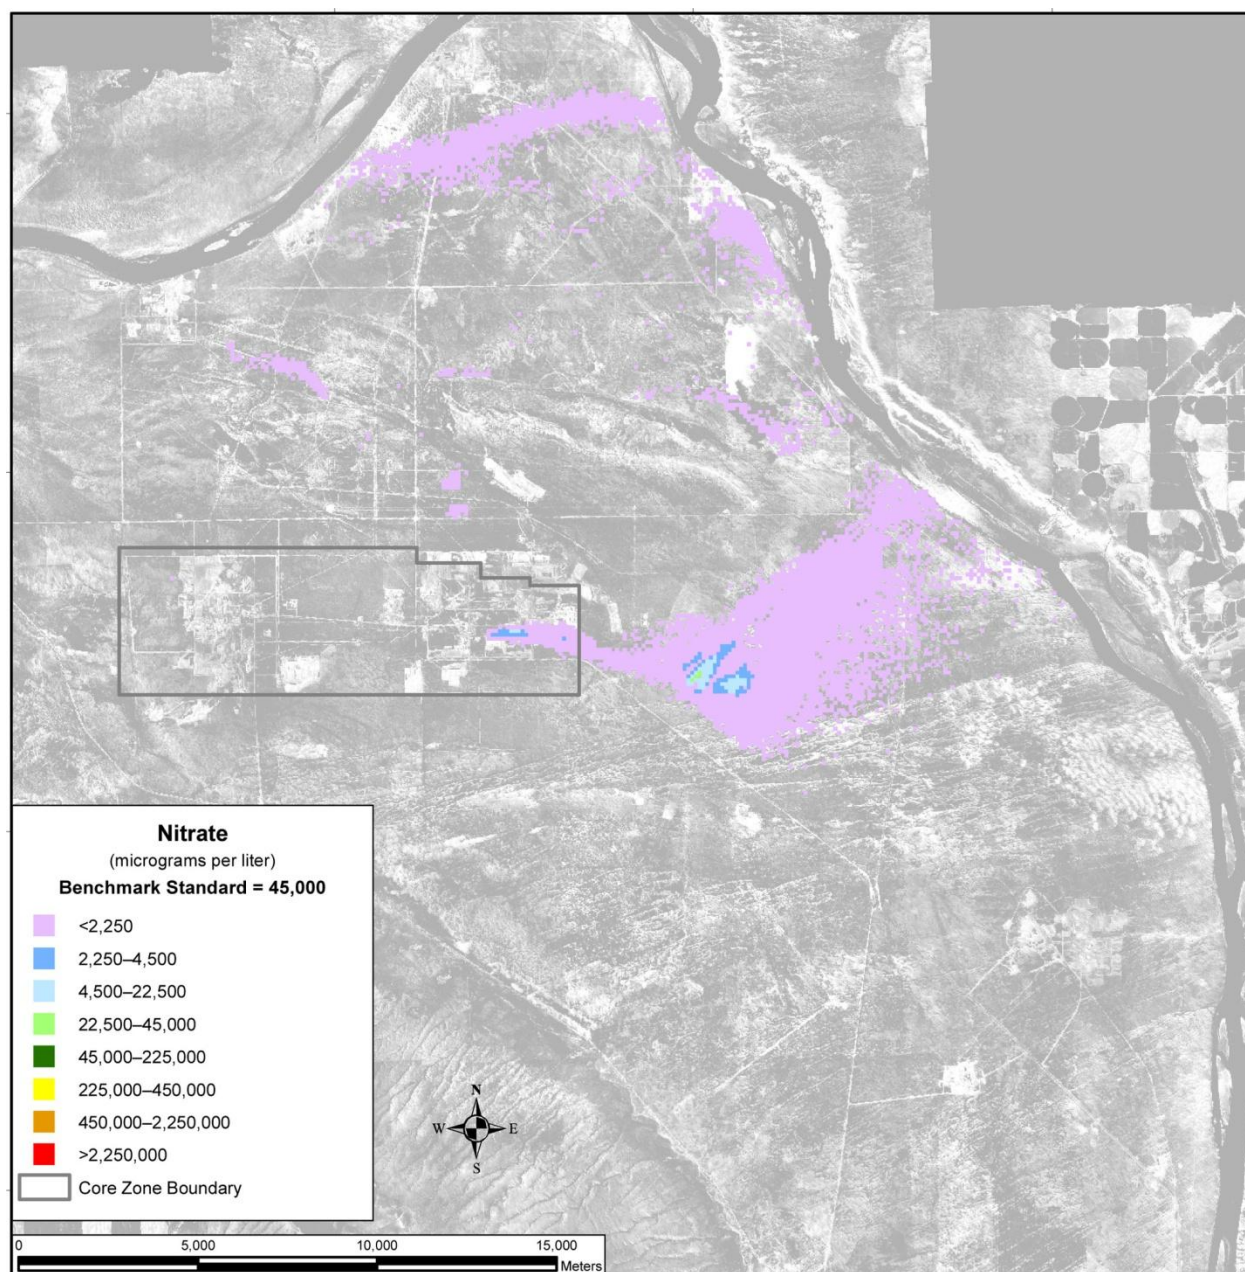 Nitrate
(micrograms per liter)
Benchmark Standard = 45,000
<2,250
2,250–4,500
4,500–22,500
22,500–45,000
45,000–225,000
225,000–450,000
450,000–2,250,000
>2,250,000
Core Zone Boundary
N
W E
S
0 5,000 10,000 15,000
Meters